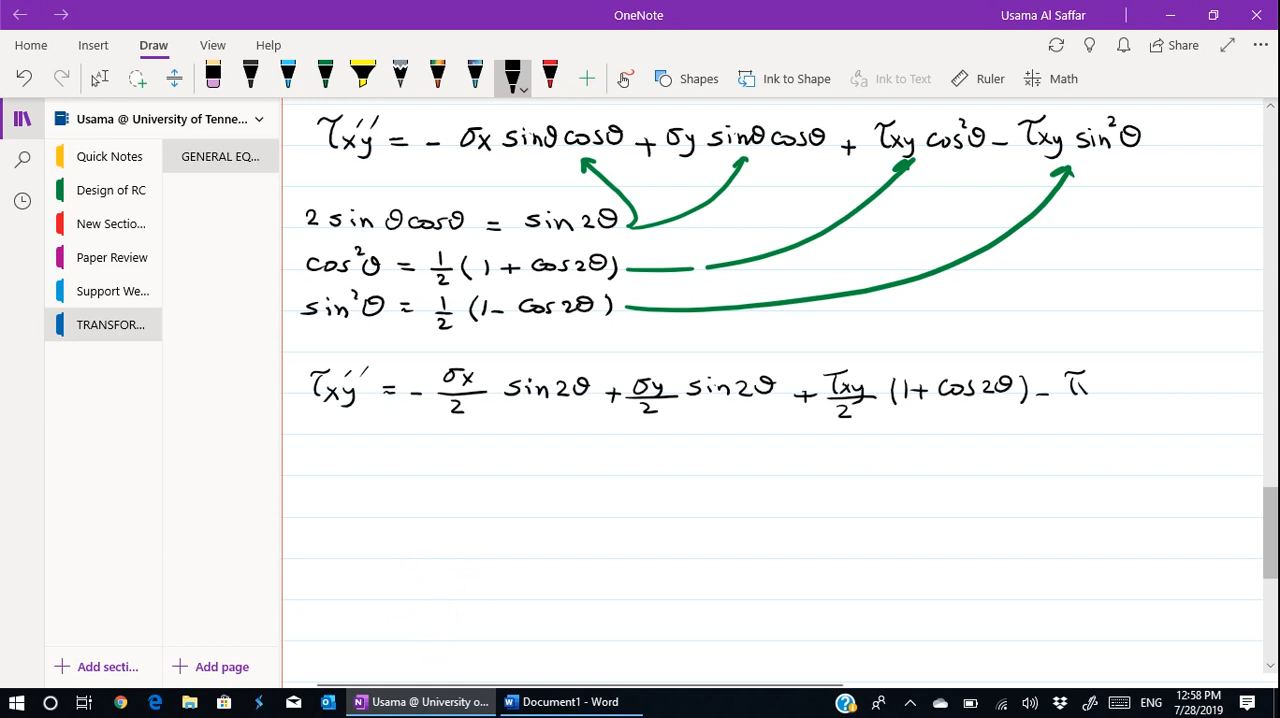 OneNote
Usama Al Saffar
Home Insert Draw View Help
Share
Shapes Ink to Shape Ink to Text Ruler Math
Usama @ University of Tenne...
Quick Notes
Design of RC
New Sectio...
Paper Review
Support We...
TRANSFOR...
GENERAL EQ...
τx'y' = - σx sinθ cosθ + σy sinθ cosθ + τxy cos²θ - τxy sin²θ
2 sin θ cosθ = sin 2θ
cos²θ = 1/2 (1 + cos2θ)
sin²θ = 1/2 (1 - cos2θ)
τx'y' = - σx/2 sin2θ + σy/2 sin2θ + τxy/2 (1+ cos2θ) - τ
+ Add secti...
+ Add page
Usama @ University o...
Document1 - Word
ENG
12:58 PM
7/28/2019